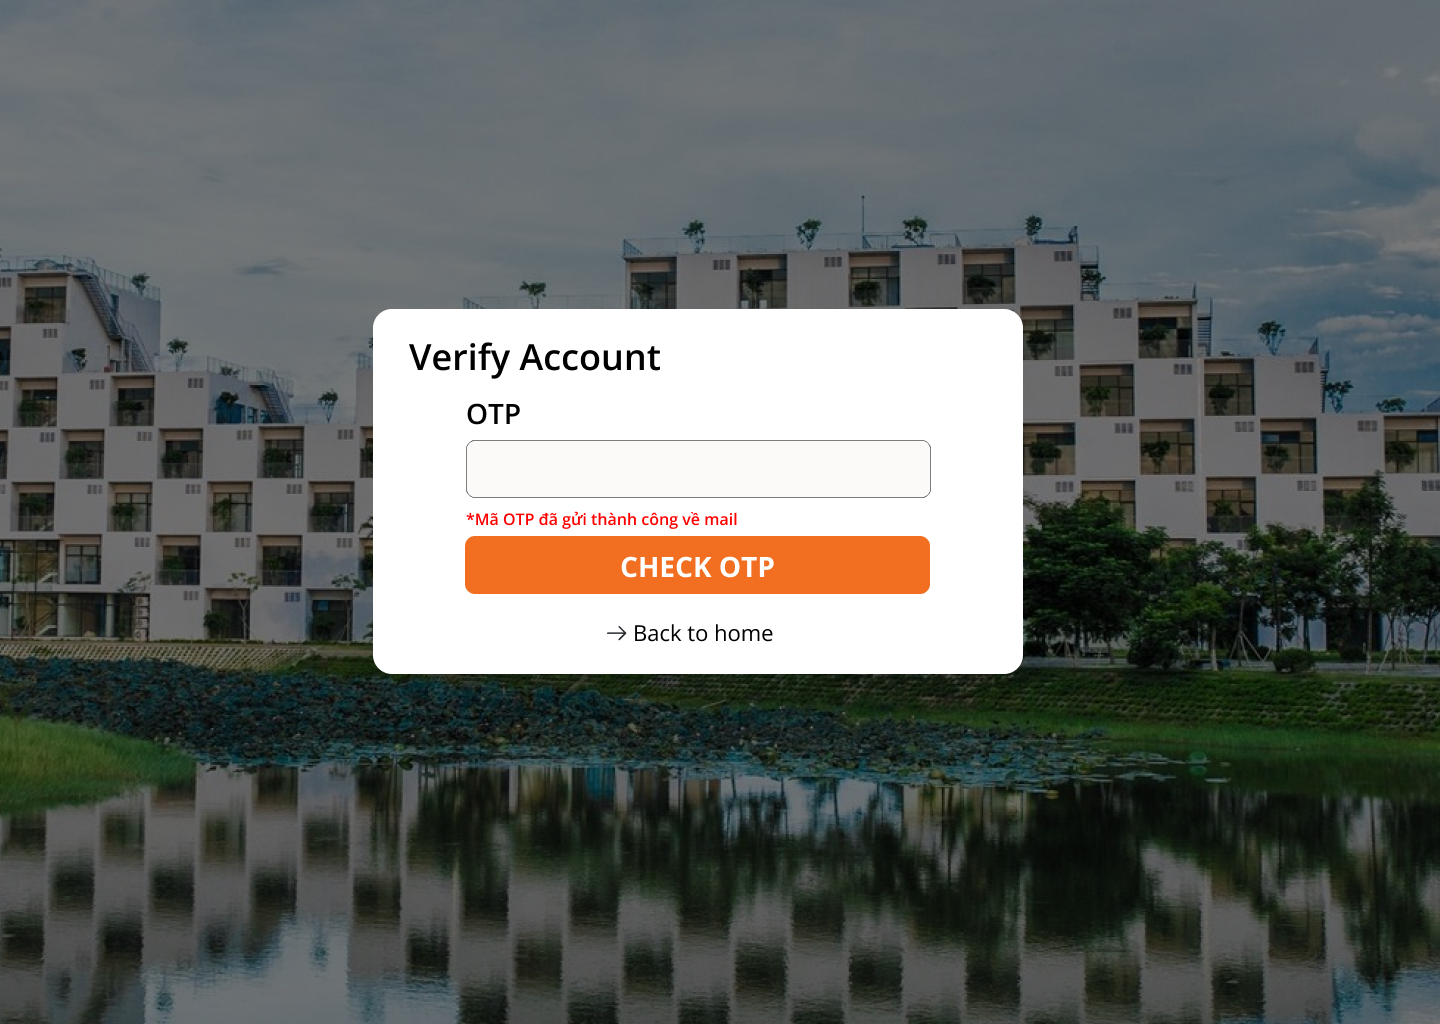 Verify Account
OTP
*Mã OTP đã gửi thành công về mail
CHECK OTP
→ Back to home